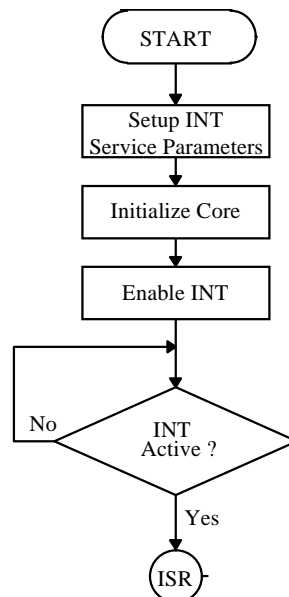 START
Setup INT
Service Parameters
Initialize Core
Enable INT
No
INT
Active ?
Yes
ISR